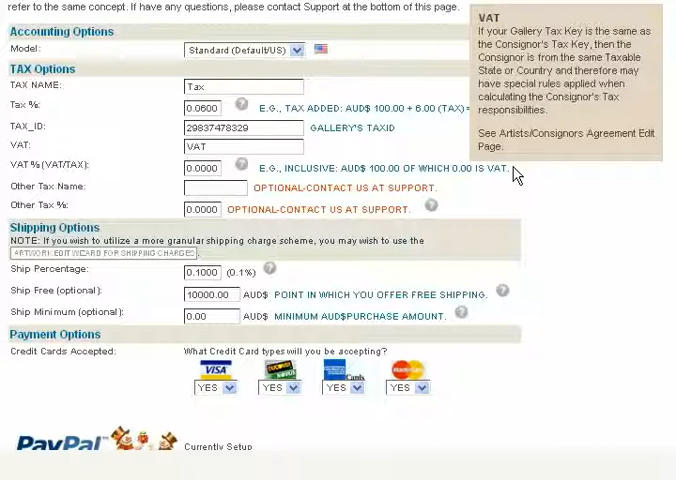 refer to the same concept. If have any questions, please contact Support at the bottom of this page.
Accounting Options
Model: Standard (Default/US)
TAX Options
TAX NAME: Tax
Tax %: 0.0600 ? E.G., TAX ADDED: AUD$ 100.00 + 6.00 (TAX)=
TAX_ID: 29837478329 GALLERY'S TAXID
VAT: VAT
VAT % (VAT/TAX): 0.0000 ? E.G., INCLUSIVE: AUD$ 100.00 OF WHICH 0.00 IS VAT.
Other Tax Name: OPTIONAL-CONTACT US AT SUPPORT.
Other Tax %: 0.0000 OPTIONAL-CONTACT US AT SUPPORT. ?
VAT
If your Gallery Tax Key is the same as
the Consignor's Tax Key, then the
Consignor is from the same Taxable
State or Country and therefore may
have special rules applied when
calculating the Consignor's Tax
responsibilities.
See Artists/Consignors Agreement Edit
Page.
Shipping Options
NOTE: If you wish to utilize a more granular shipping charge scheme, you may wish to use the
ARTWORK EDIT WIZARD FOR SHIPPING CHARGES.
Ship Percentage: 0.1000 (0.1%) ?
Ship Free (optional): 10000.00 AUD$ POINT IN WHICH YOU OFFER FREE SHIPPING. ?
Ship Minimum (optional): 0.00 AUD$ MINIMUM AUD$PURCHASE AMOUNT. ?
Payment Options
Credit Cards Accepted: What Credit Card types will you be accepting?
VISA DISCOVER NOVUS AMERICAN EXPRESS Cards MasterCard
YES YES YES YES
PayPal Currently Setup